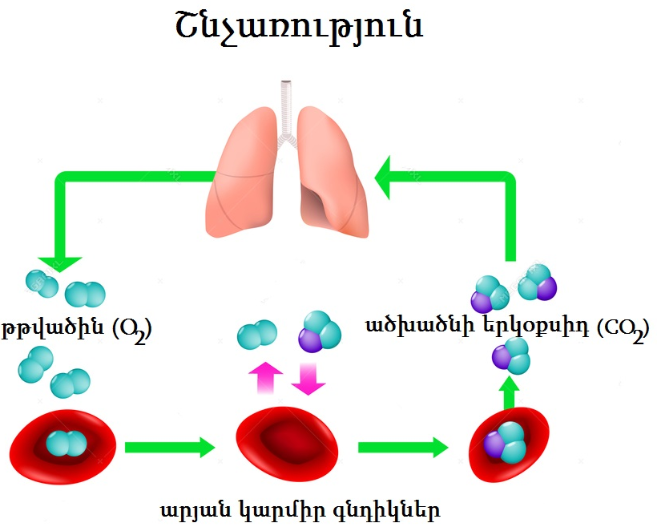 Շնչառություն
թթվածին (O₂)
ածխածնի երկօքսիդ (CO₂)
արյան կարմիր գնդիկներ